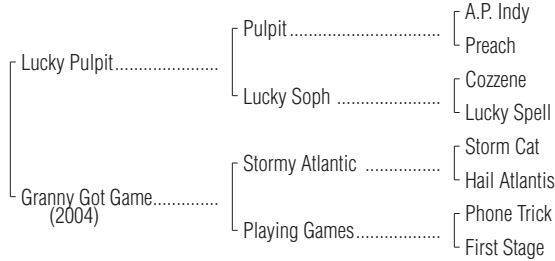 A.P. Indy
Pulpit
Preach
Lucky Pulpit
Cozzene
Lucky Soph
Lucky Spell
Storm Cat
Stormy Atlantic
Hail Atlantis
Granny Got Game
(2004)
Phone Trick
Playing Games
First Stage